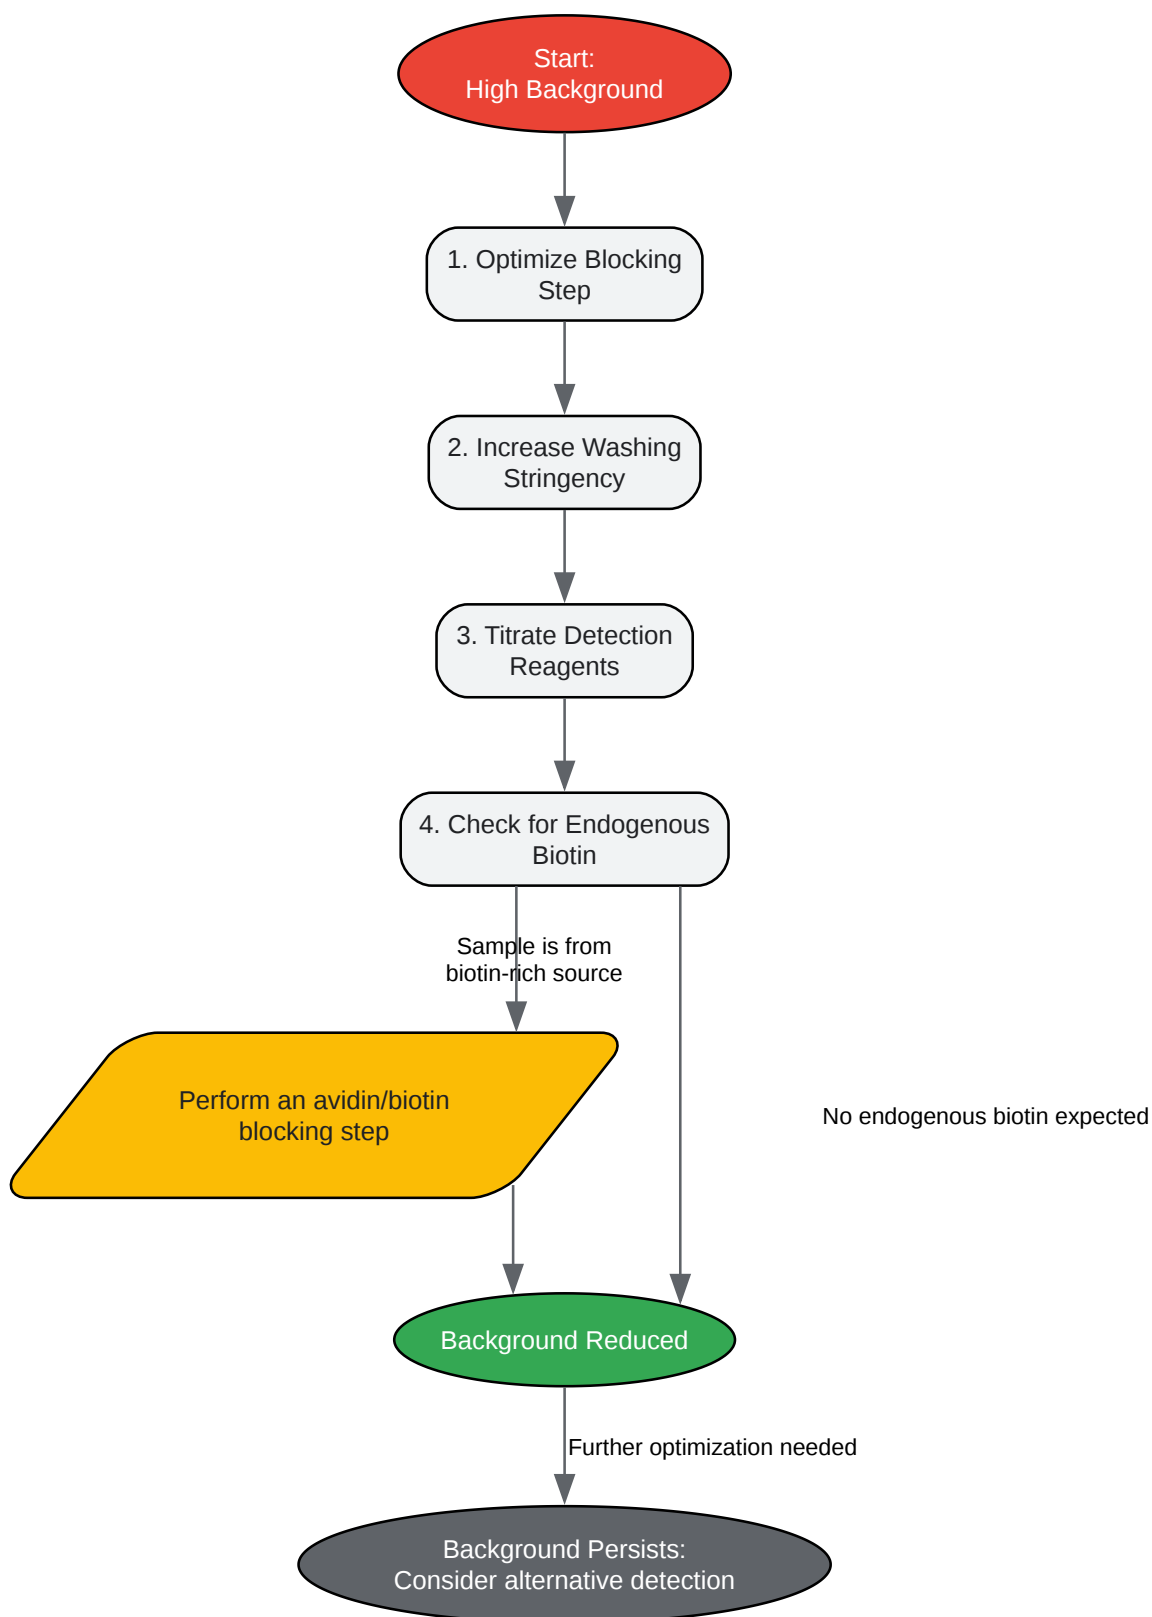 Start:
High Background
1. Optimize Blocking
Step
2. Increase Washing
Stringency
3. Titrate Detection
Reagents
4. Check for Endogenous
Biotin
Sample is from
biotin-rich source
Perform an avidin/biotin
blocking step
No endogenous biotin expected
Background Reduced
Further optimization needed
Background Persists:
Consider alternative detection